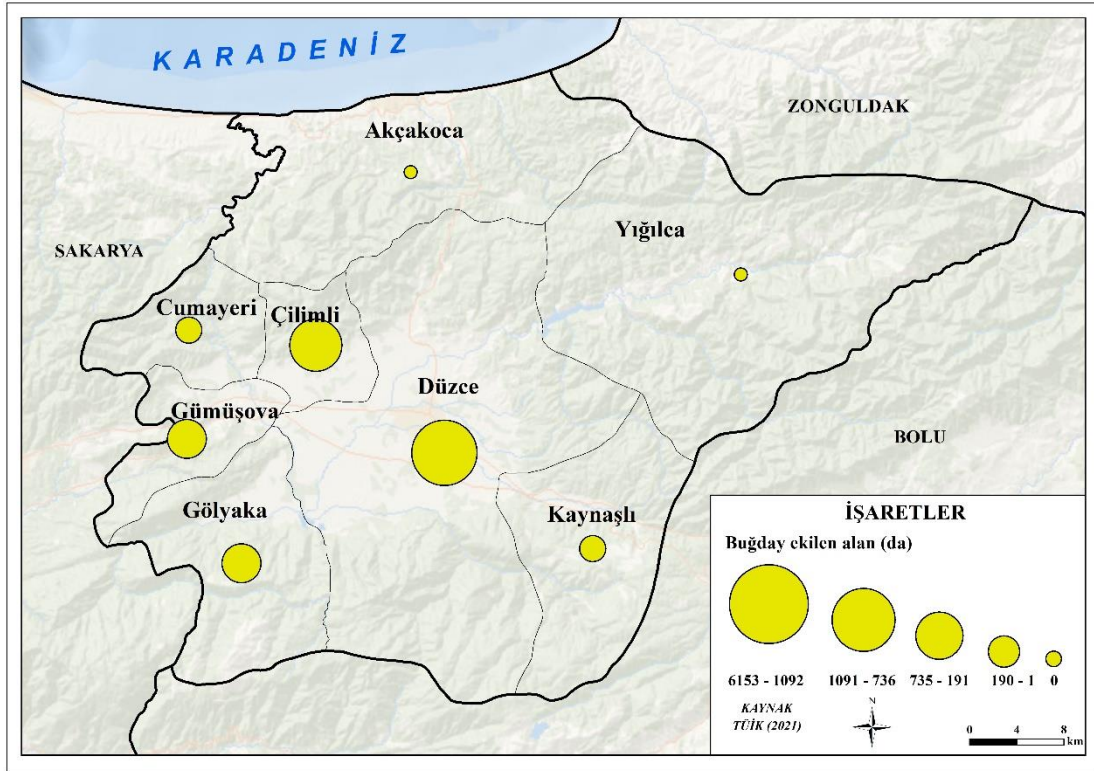 KARADENİZ
ZONGULDAK
Akçakoca
Yığılca
SAKARYA
Cumayeri
Çilimli
Düzce
Gümüşova
BOLU
Gölyaka
Kaynaşlı
İŞARETLER
Buğday ekilen alan (da)
6153 - 1092 1091 - 736 735 - 191 190 - 1 0
KAYNAK
TÜİK (2021)
N
0 4 8
km